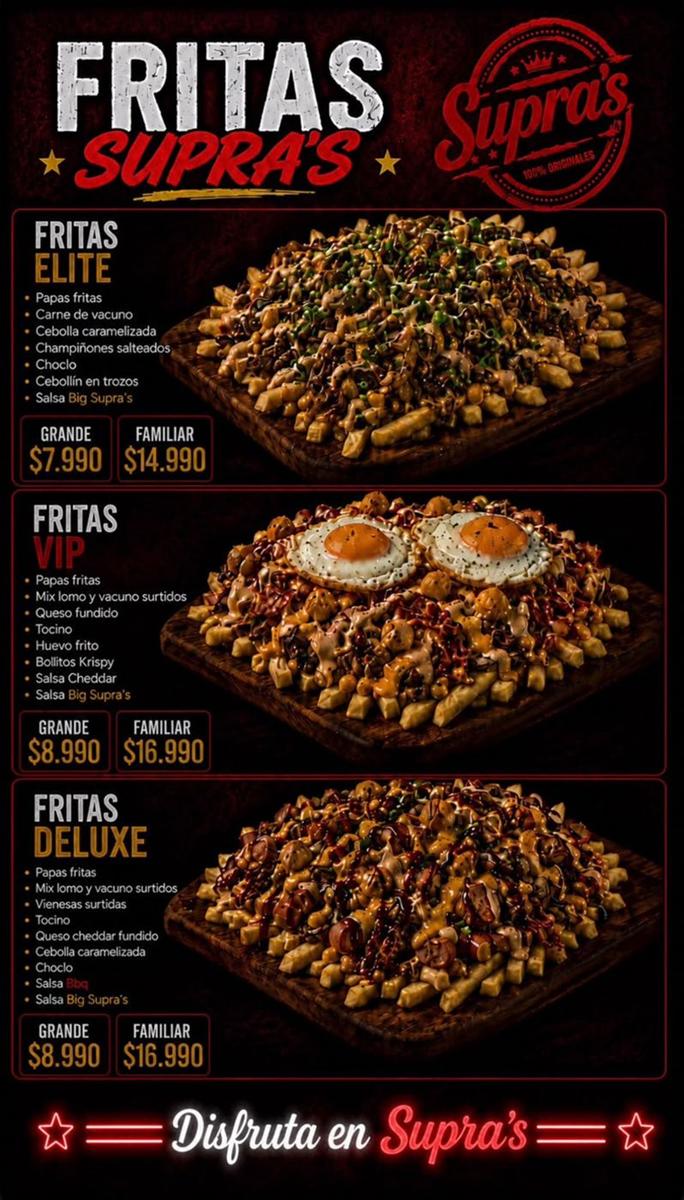 FRITAS
SUPRA'S
Supra's
100% ORIGINALES
FRITAS
ELITE
• Papas fritas
• Carne de vacuno
• Cebolla caramelizada
• Champiñones salteados
• Choclo
• Cebollín en trozos
• Salsa Big Supra's
GRANDE
$7.990
FAMILIAR
$14.990
FRITAS
VIP
• Papas fritas
• Mix lomo y vacuno surtidos
• Queso fundido
• Tocino
• Huevo frito
• Bollitos Krispy
• Salsa Cheddar
• Salsa Big Supra's
GRANDE
$8.990
FAMILIAR
$16.990
FRITAS
DELUXE
• Papas fritas
• Mix lomo y vacuno surtidos
• Vienesas surtidas
• Tocino
• Queso cheddar fundido
• Cebolla caramelizada
• Choclo
• Salsa Bbq
• Salsa Big Supra's
GRANDE
$8.990
FAMILIAR
$16.990
Disfruta en Supra's